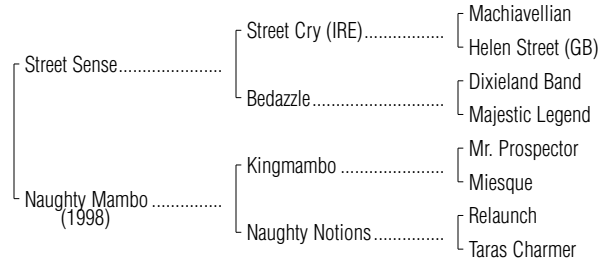 Machiavellian
Street Cry (IRE)
Helen Street (GB)
Street Sense
Dixieland Band
Bedazzle
Majestic Legend
Mr. Prospector
Kingmambo
Miesque
Naughty Mambo
(1998)
Relaunch
Naughty Notions
Taras Charmer